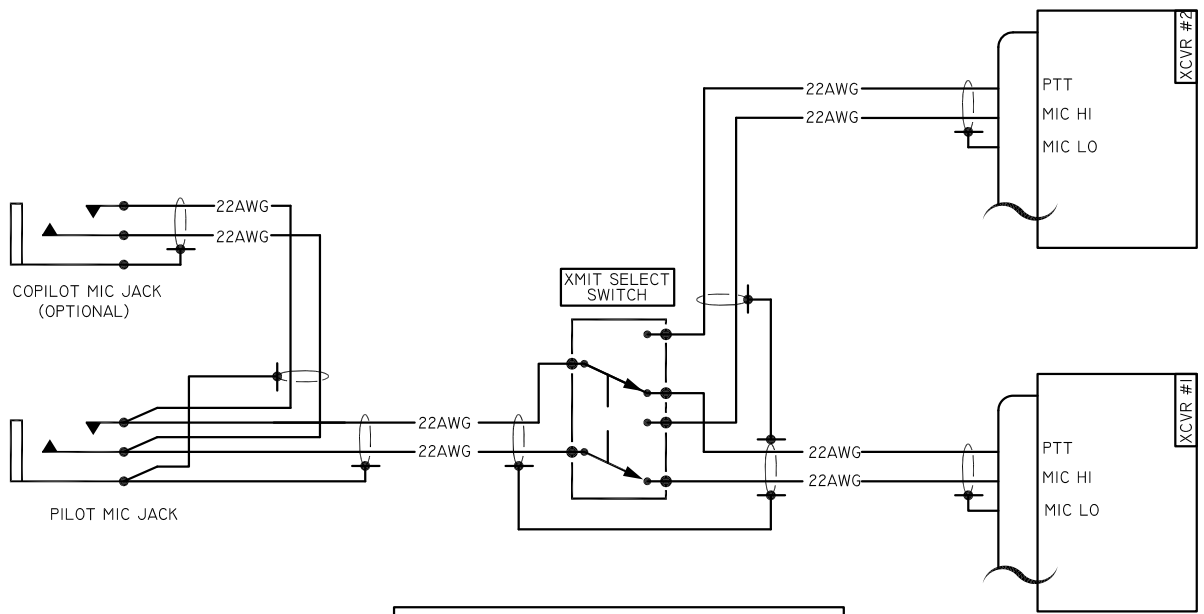 XCVR #2
22AWG
PTT
22AWG
MIC HI
MIC LO
22AWG
22AWG
COPILOT MIC JACK
(OPTIONAL)
XMIT SELECT
SWITCH
XCVR #1
22AWG
22AWG
22AWG
PTT
22AWG
MIC HI
MIC LO
PILOT MIC JACK